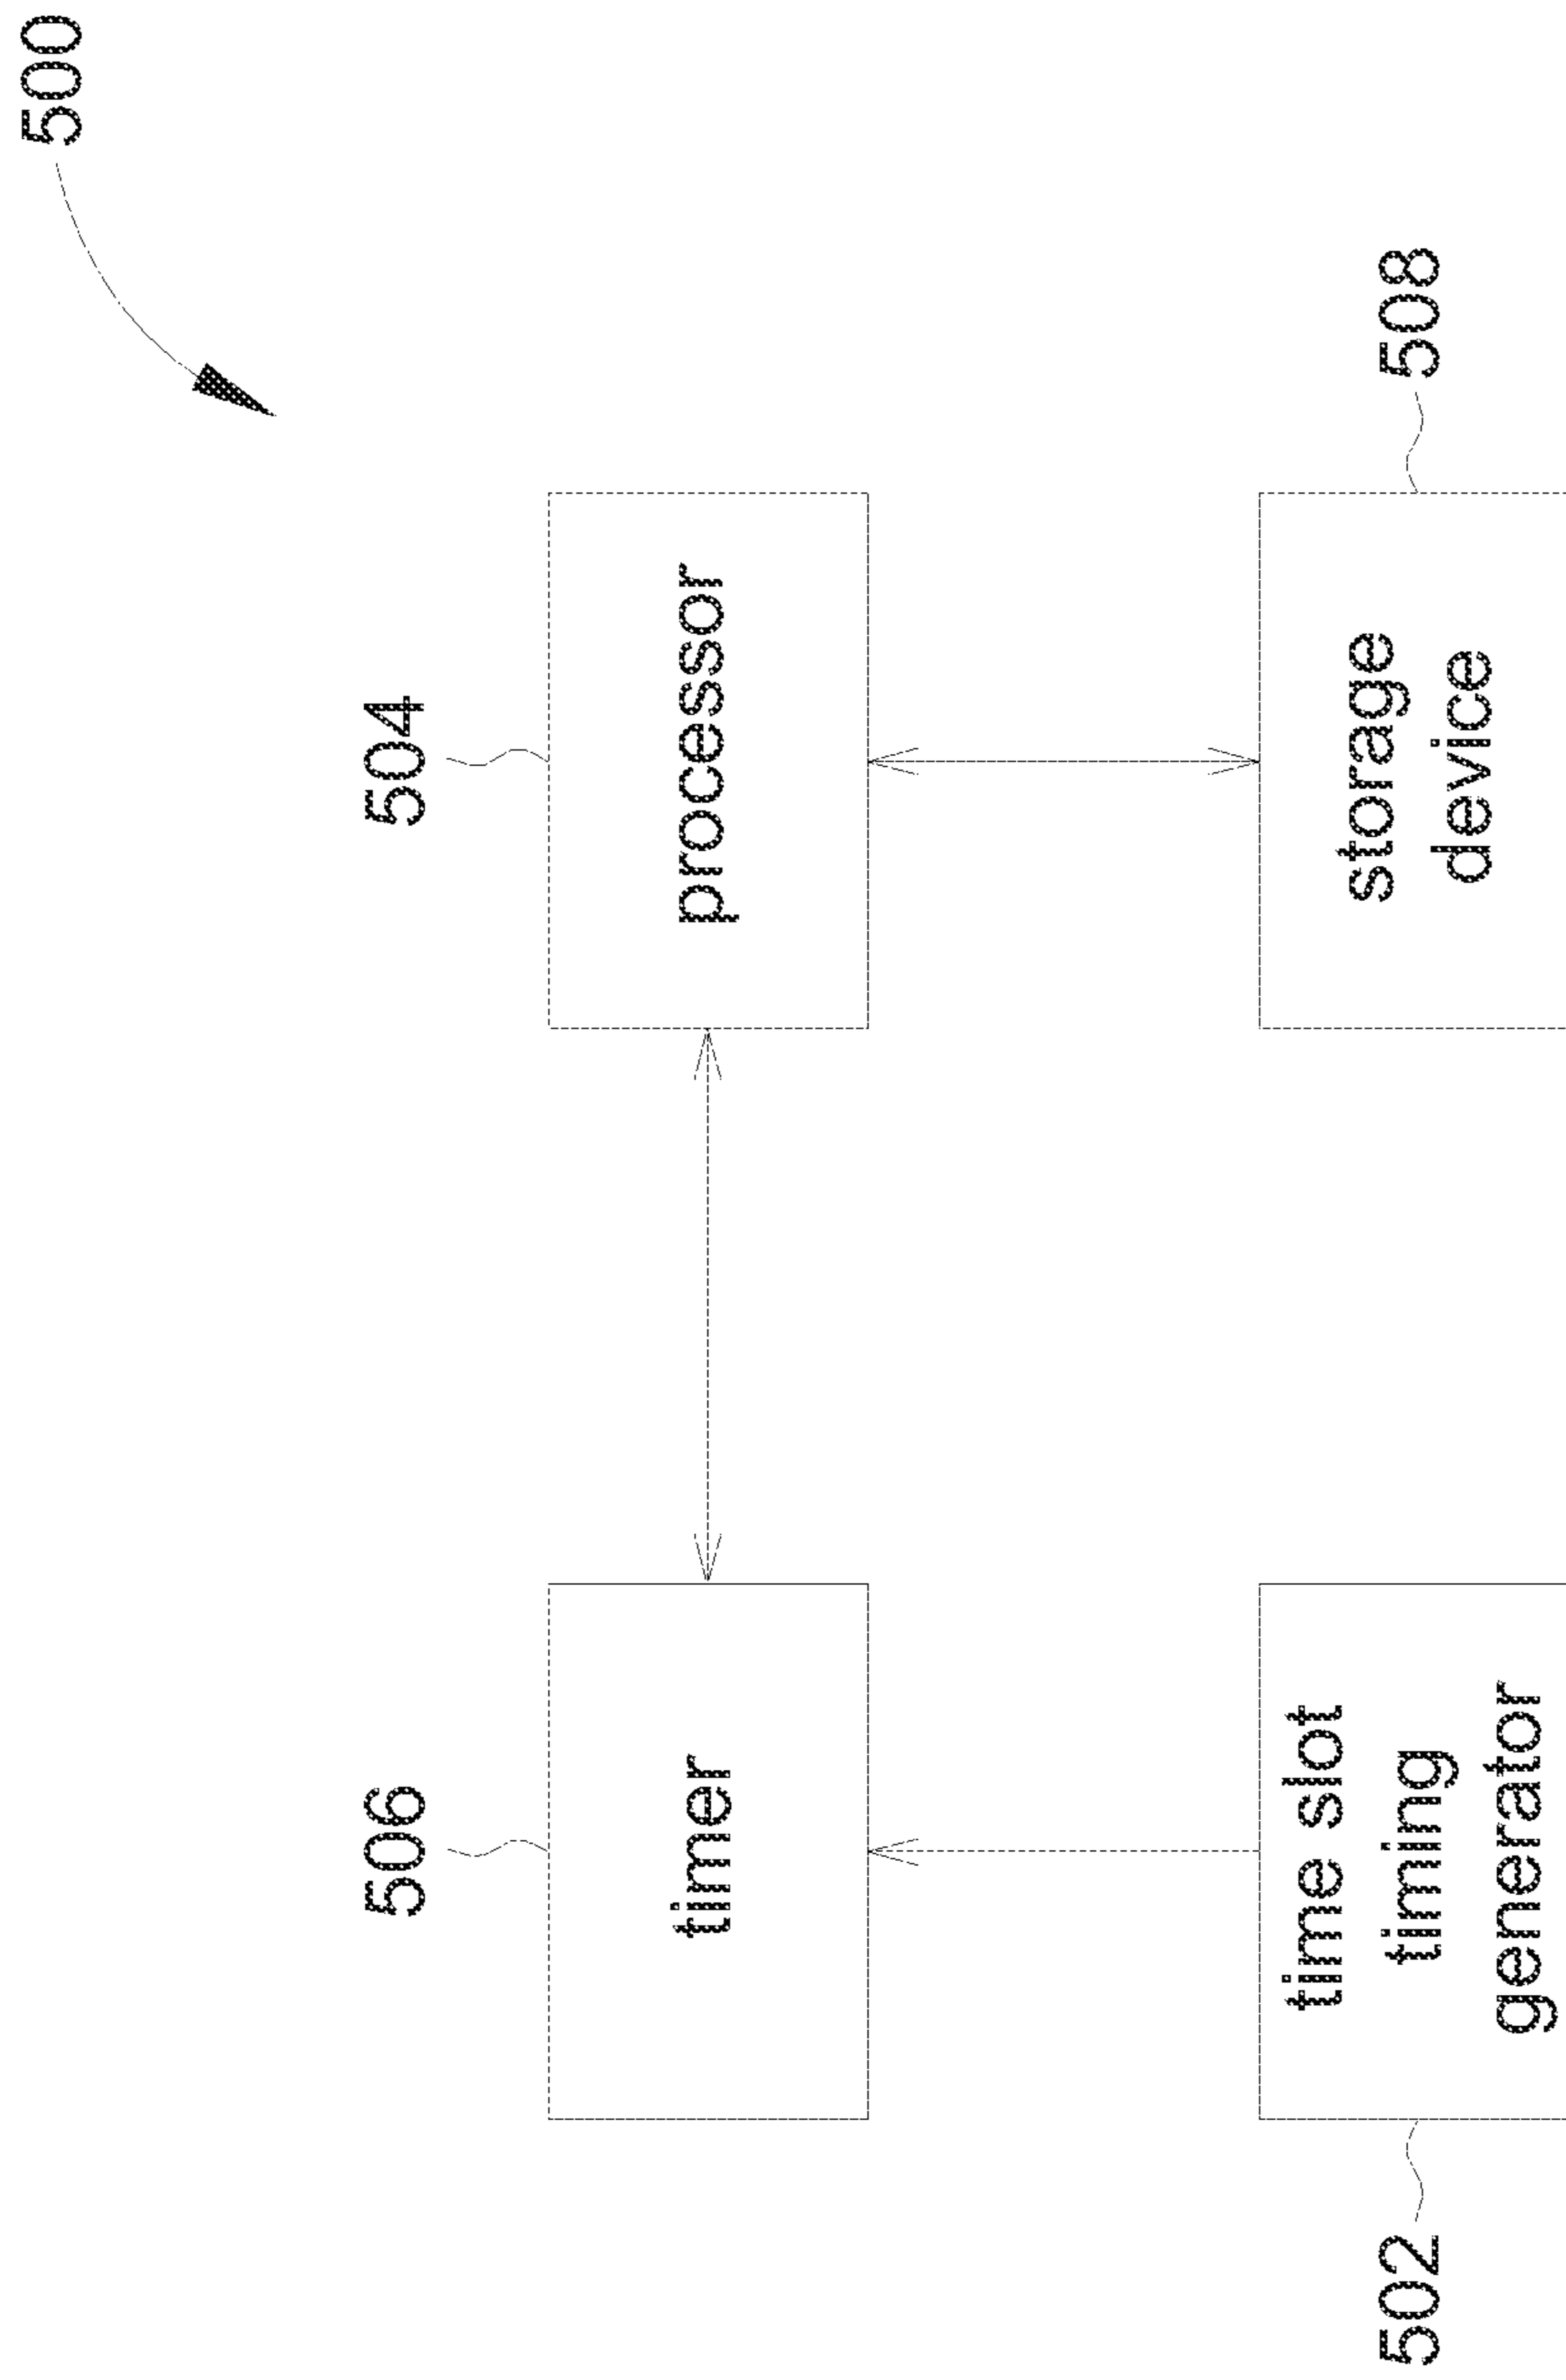 500
506
504
timer
processor
502
time slot
timing
generator
storage
device
508